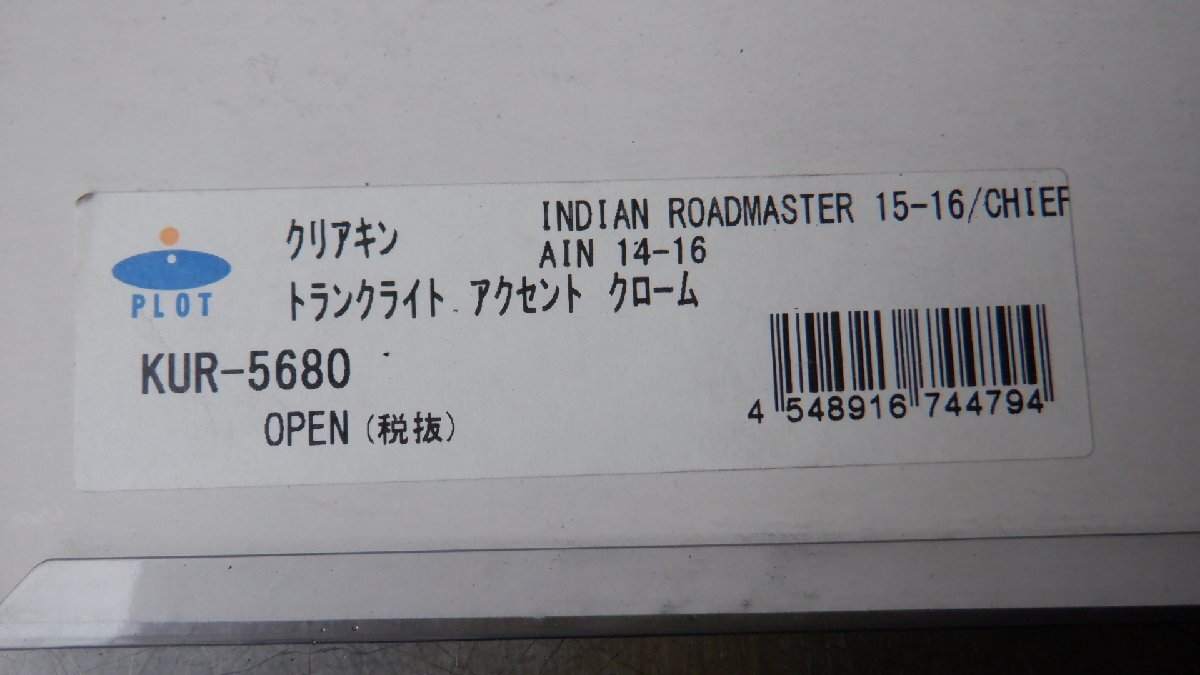 PLOT
クリアキン
INDIAN ROADMASTER 15-16/CHIEF
AIN 14-16
トランクライト アクセント クローム
KUR-5680
OPEN (税抜)
4 548916 744794